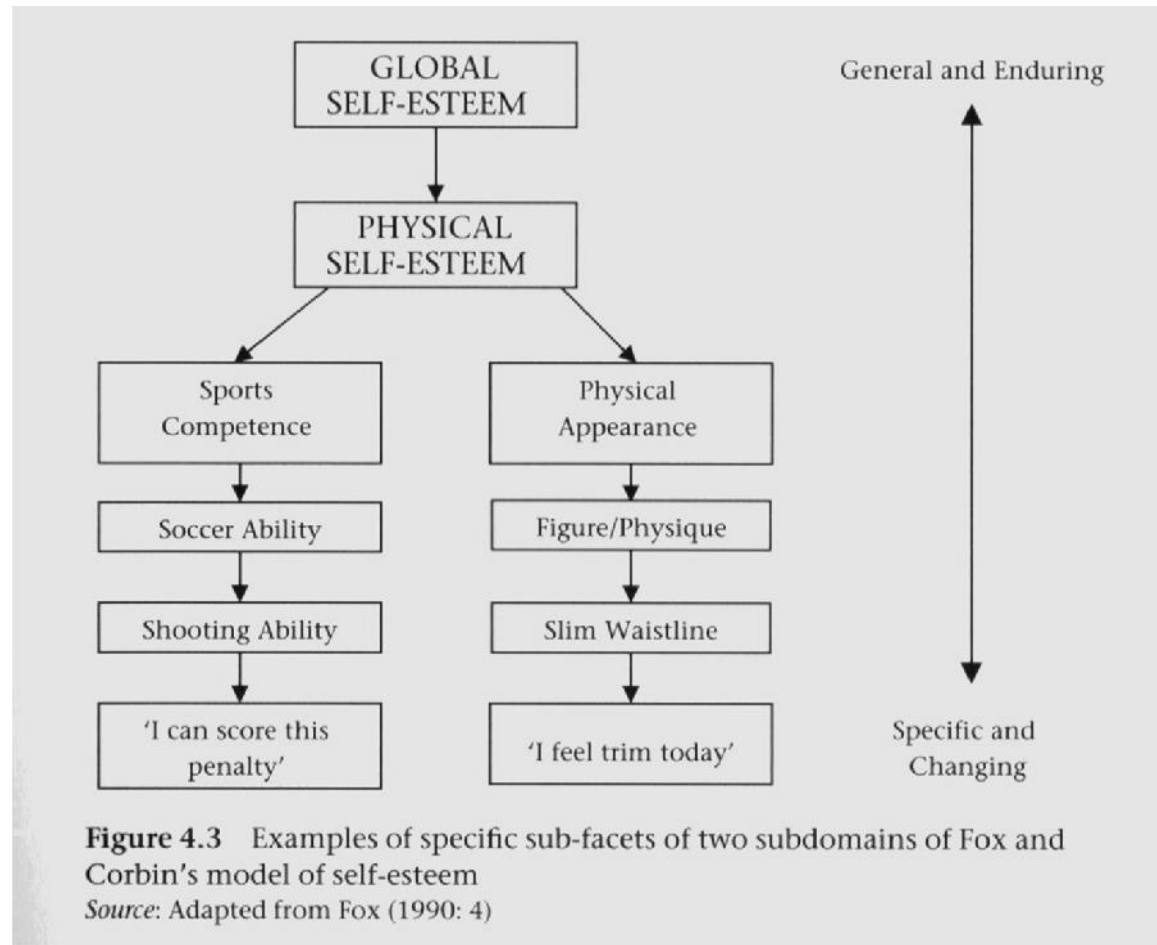 GLOBAL
SELF-ESTEEM
General and Enduring
PHYSICAL
SELF-ESTEEM
Sports
Competence
Physical
Appearance
Soccer Ability
Figure/Physique
Shooting Ability
Slim Waistline
'I can score this
penalty'
'I feel trim today'
Specific and
Changing
Figure 4.3 Examples of specific sub-facets of two subdomains of Fox and
Corbin's model of self-esteem
Source: Adapted from Fox (1990: 4)